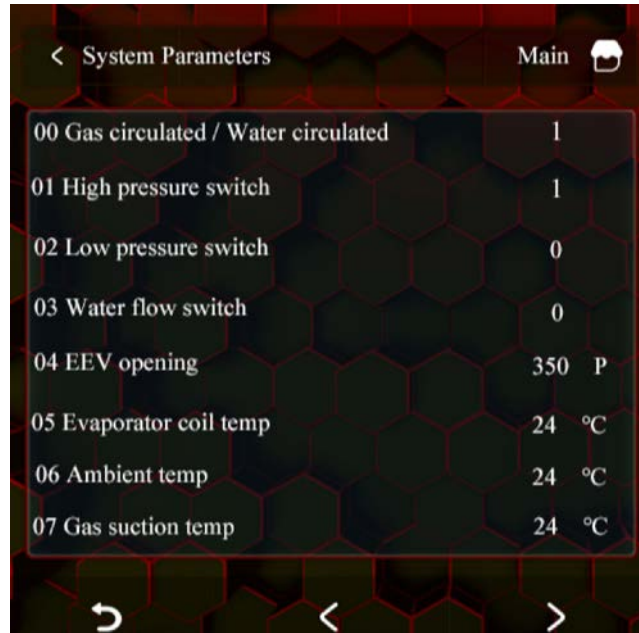 < System Parameters Main
00 Gas circulated / Water circulated 1
01 High pressure switch 1
02 Low pressure switch 0
03 Water flow switch 0
04 EEV opening 350 P
05 Evaporator coil temp 24 °C
06 Ambient temp 24 °C
07 Gas suction temp 24 °C